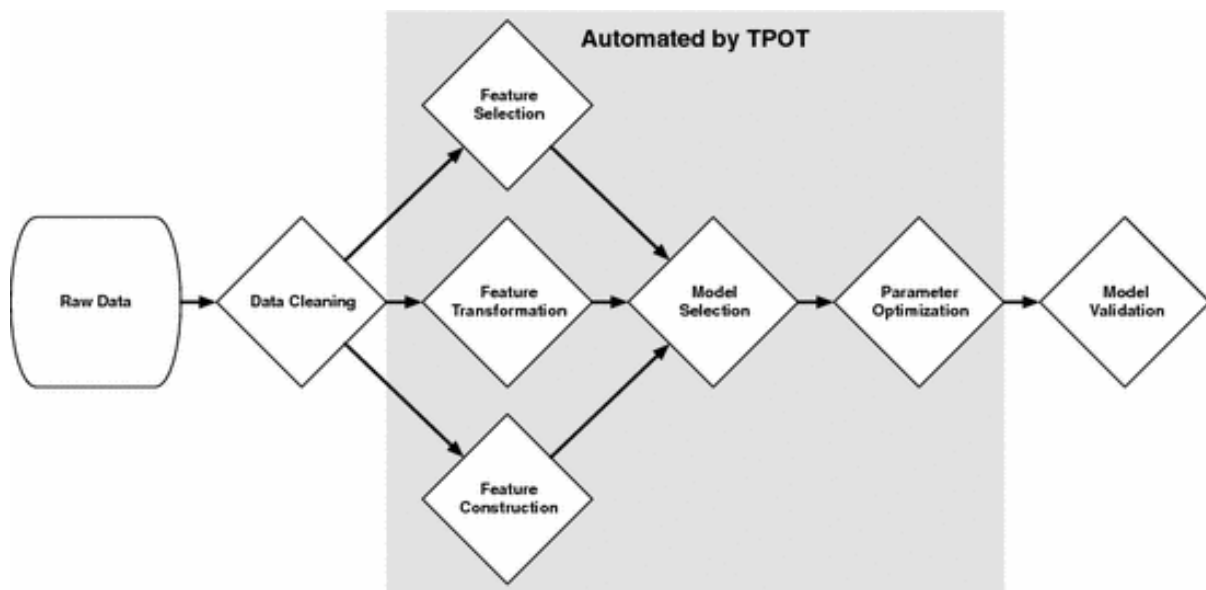 Automated by TPOT
Feature
Selection
Raw Data
Data Cleaning
Feature
Transformation
Model
Selection
Parameter
Optimization
Model
Validation
Feature
Construction